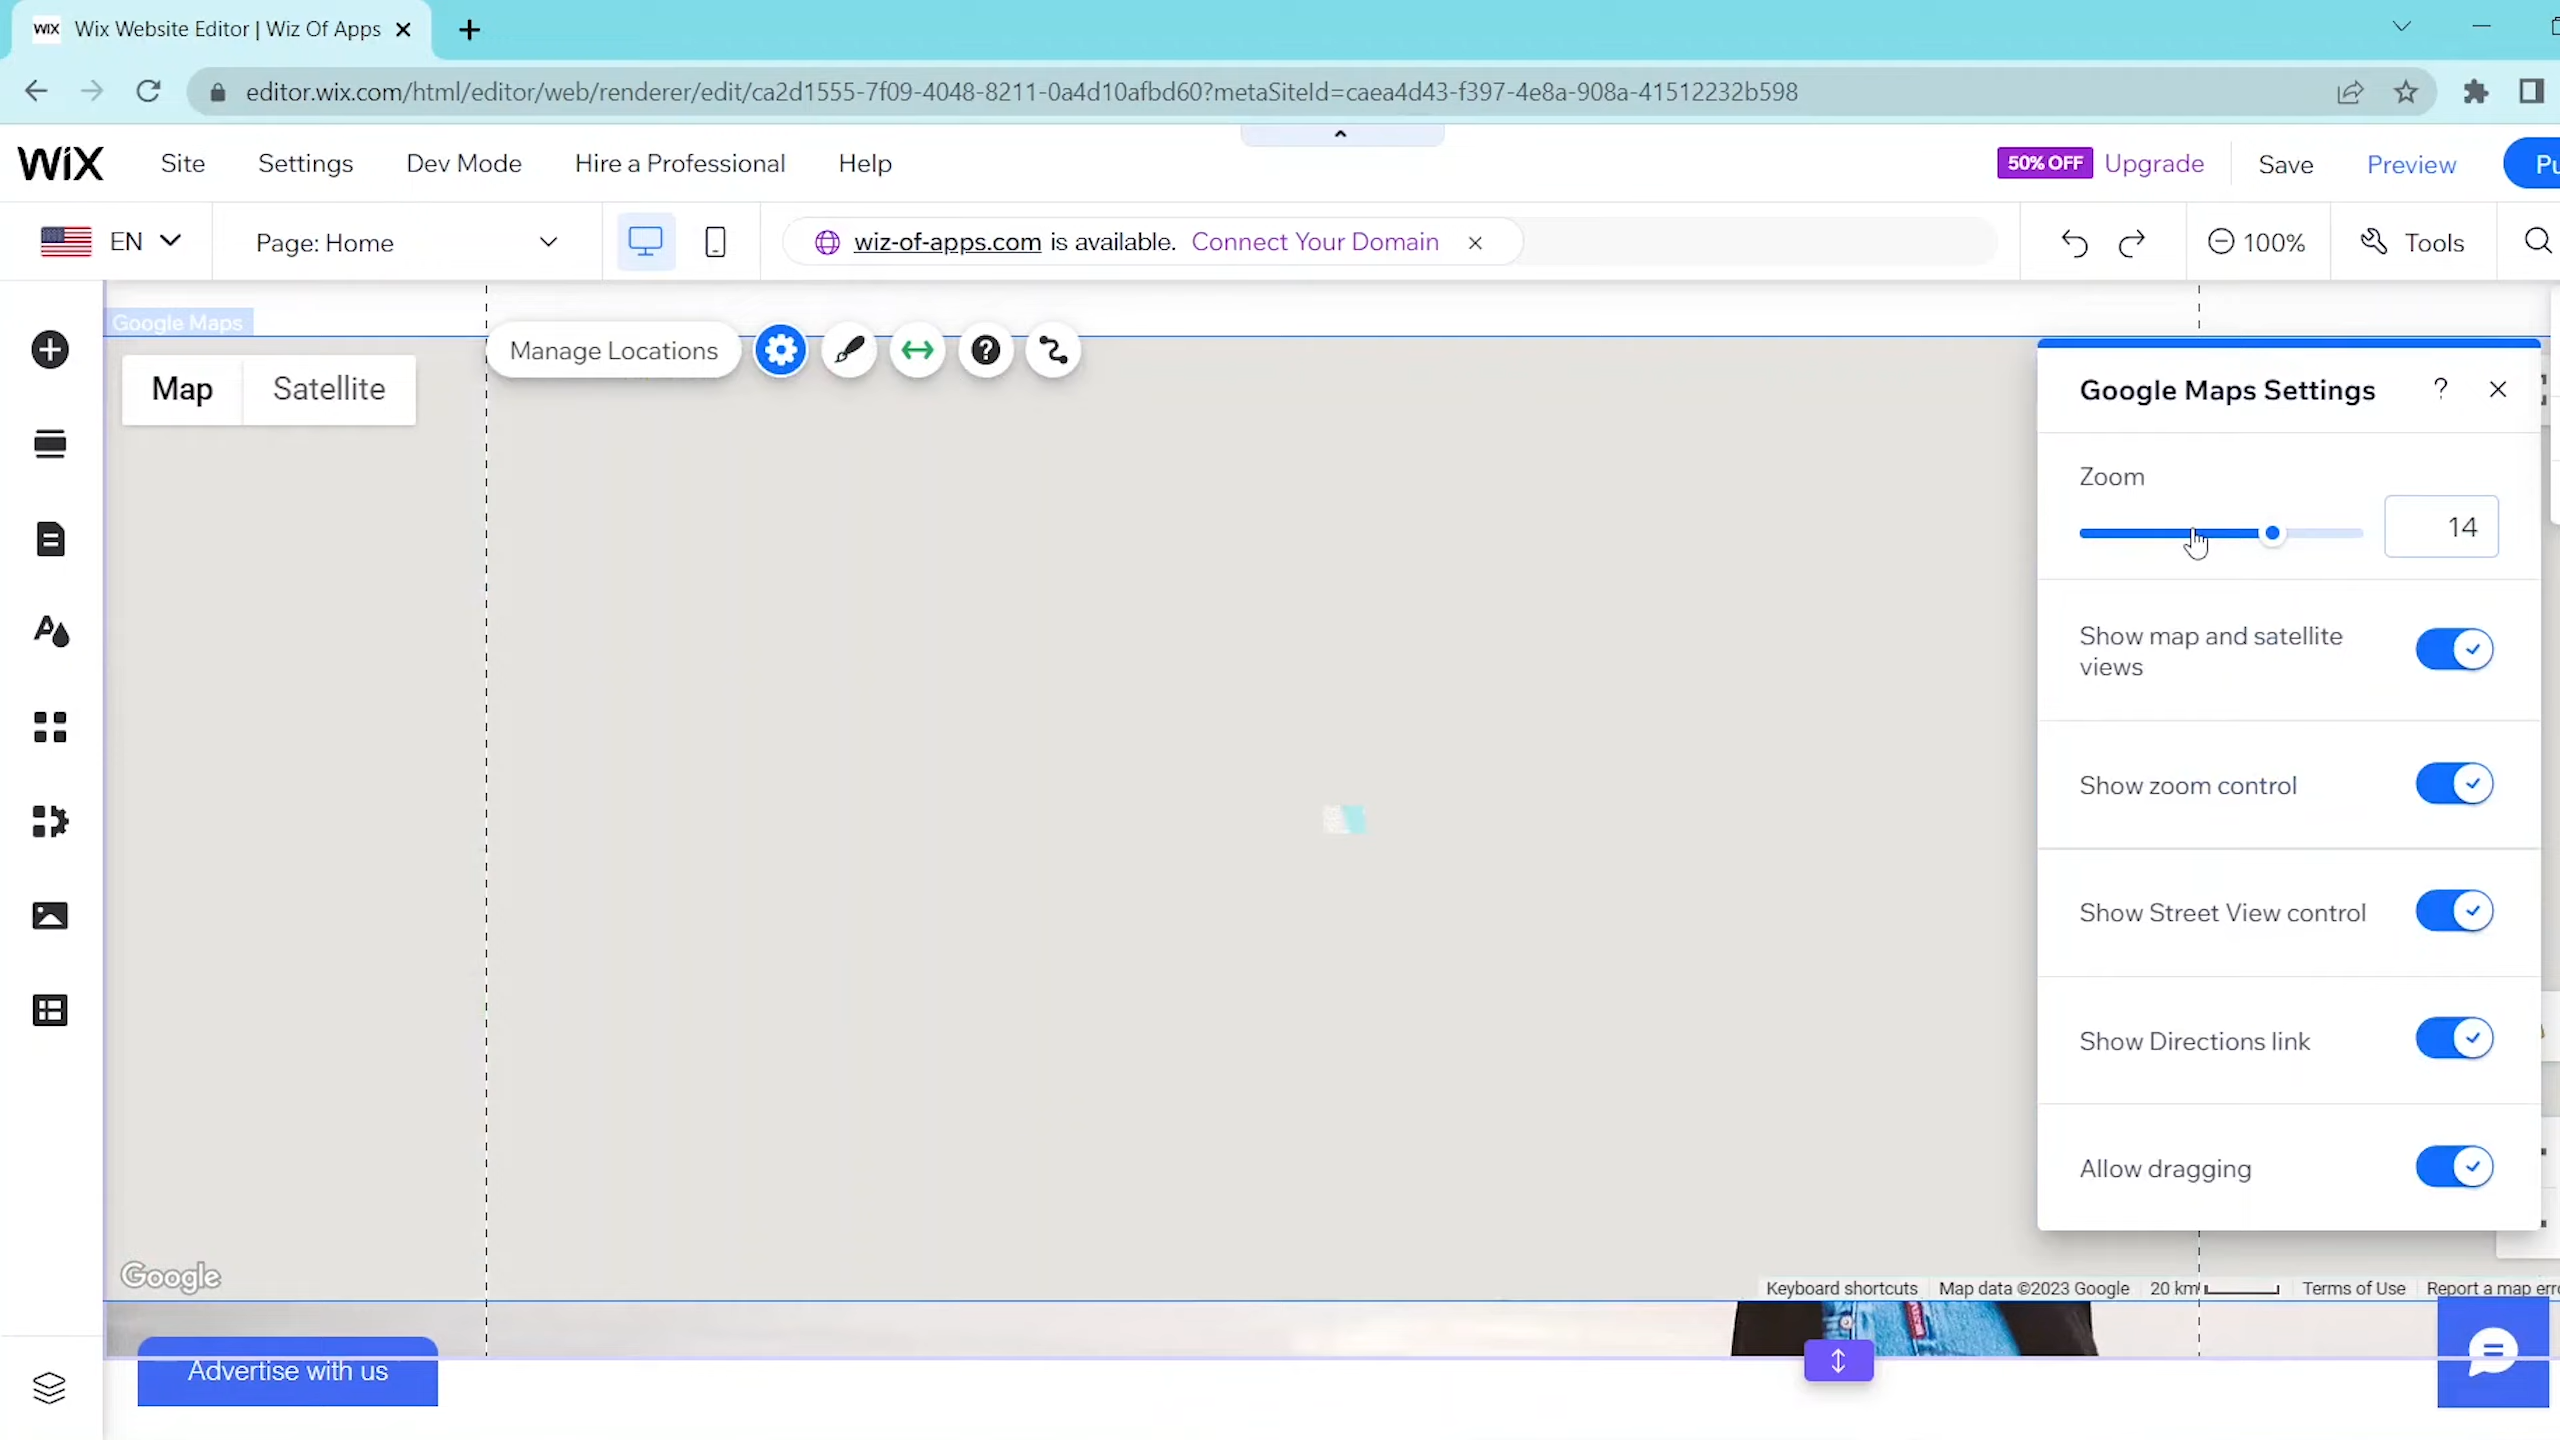 WiX Wix Website Editor | Wiz Of Apps
editor.wix.com/html/editor/web/renderer/edit/ca2d1555-7f09-4048-8211-0a4d10afbd60?metaSiteId=caea4d43-f397-4e8a-908a-41512232b598
WiX Site Settings Dev Mode Hire a Professional Help 50% OFF Upgrade Save Preview Pu
EN Page: Home wiz-of-apps.com is available. Connect Your Domain 100% Tools
Google Maps
Manage Locations
Map Satellite
Google Maps Settings ?
Zoom
14
Show map and satellite
views
Show zoom control
Show Street View control
Show Directions link
Allow dragging
Google
Keyboard shortcuts Map data ©2023 Google 20 km Terms of Use Report a map erro
Advertise with us